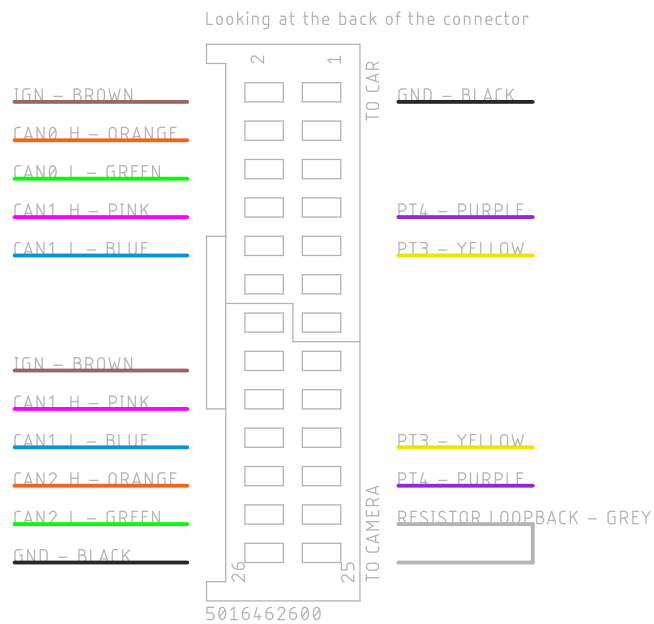 Looking at the back of the connector
2 1
TO CAR
IGN - BROWN
GND - BLACK
CAN0 H - ORANGE
CAN0 L - GREEN
CAN1 H - PINK
PT4 - PURPLE
CAN1 L - BLUE
PT3 - YELLOW
IGN - BROWN
CAN1 H - PINK
CAN1 L - BLUE
PT3 - YELLOW
CAN2 H - ORANGE
PT4 - PURPLE
CAN2 L - GREEN
RESISTOR LOOPBACK - GREY
GND - BLACK
TO CAMERA
26 25
5016462600